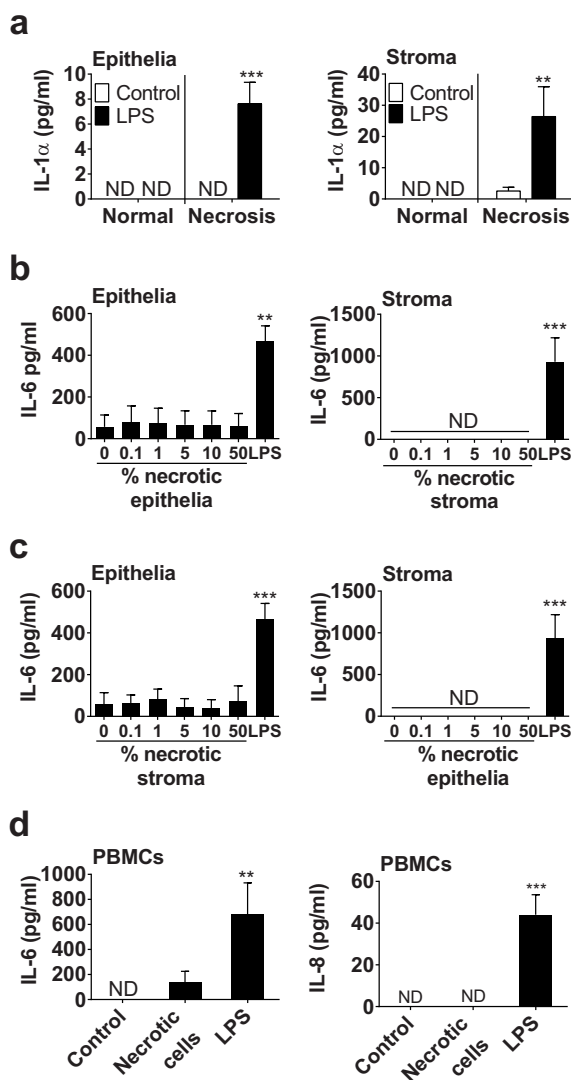 a
Epithelia
IL-1α (pg/ml)
8
6
4
2
0
Control
LPS
***
ND ND
ND
Normal
Necrosis
Stroma
IL-1α (pg/ml)
40
30
20
10
0
Control
LPS
**
ND ND
Normal
Necrosis
b
Epithelia
IL-6 pg/ml
600
400
200
0
**
0 0.1 1 5 10 50 LPS
% necrotic
epithelia
Stroma
IL-6 (pg/ml)
1500
1000
500
0
***
ND
0 0.1 1 5 10 50 LPS
% necrotic
stroma
c
Epithelia
IL-6 (pg/ml)
600
400
200
0
***
0 0.1 1 5 10 50 LPS
% necrotic
stroma
Stroma
IL-6 (pg/ml)
1500
1000
500
0
***
ND
0 0.1 1 5 10 50 LPS
% necrotic
epithelia
d
PBMCs
IL-6 (pg/ml)
1000
800
600
400
200
0
**
ND
Control
Necrotic
cells
LPS
PBMCs
IL-8 (pg/ml)
60
40
20
0
***
ND
ND
Control
Necrotic
cells
LPS